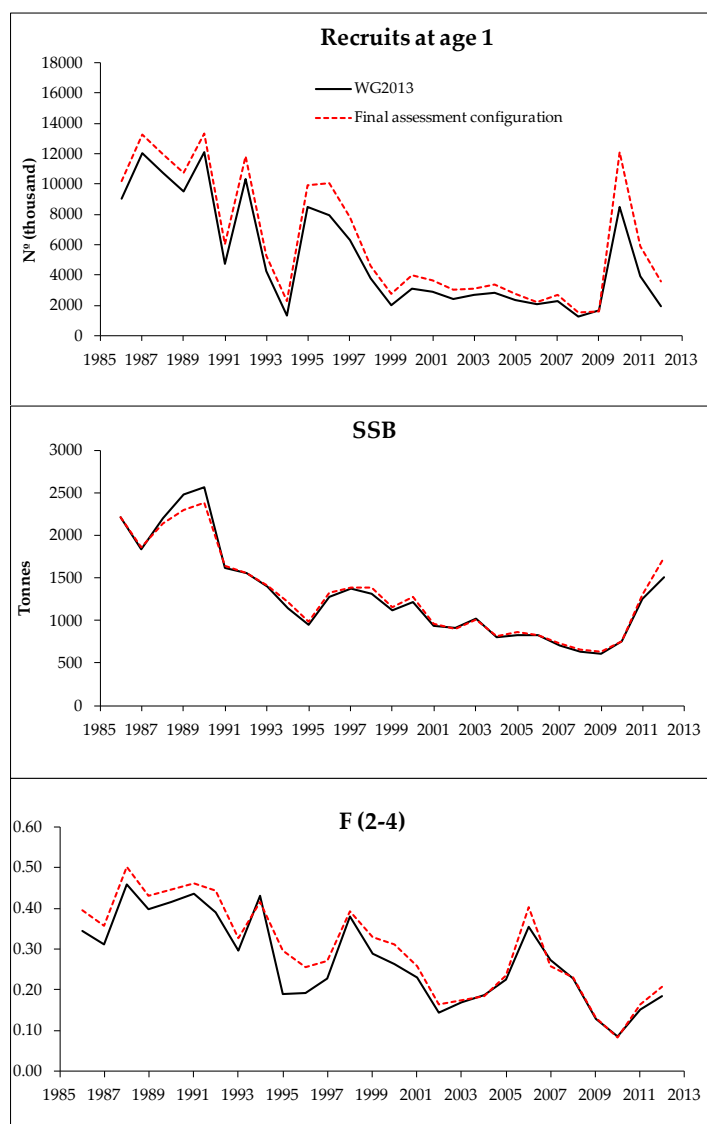 Recruits at age 1
18000
16000
14000
12000
10000
8000
6000
4000
2000
0
Nº (thousand)
WG2013
Final assessment configuration
1985 1987 1989 1991 1993 1995 1997 1999 2001 2003 2005 2007 2009 2011 2013
SSB
3000
2500
2000
1500
1000
500
0
Tonnes
1985 1987 1989 1991 1993 1995 1997 1999 2001 2003 2005 2007 2009 2011 2013
F (2-4)
0.60
0.50
0.40
0.30
0.20
0.10
0.00
1985 1987 1989 1991 1993 1995 1997 1999 2001 2003 2005 2007 2009 2011 2013